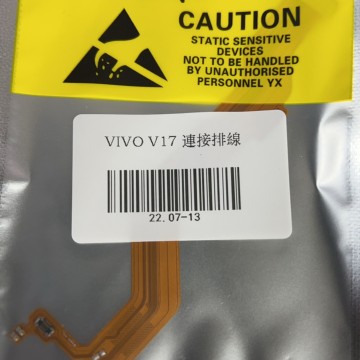 CAUTION
STATIC SENSITIVE
DEVICES
NOT TO BE HANDLED
BY UNAUTHORISED
PERSONNEL YX
VIVO V17 連接排線
22.07-13